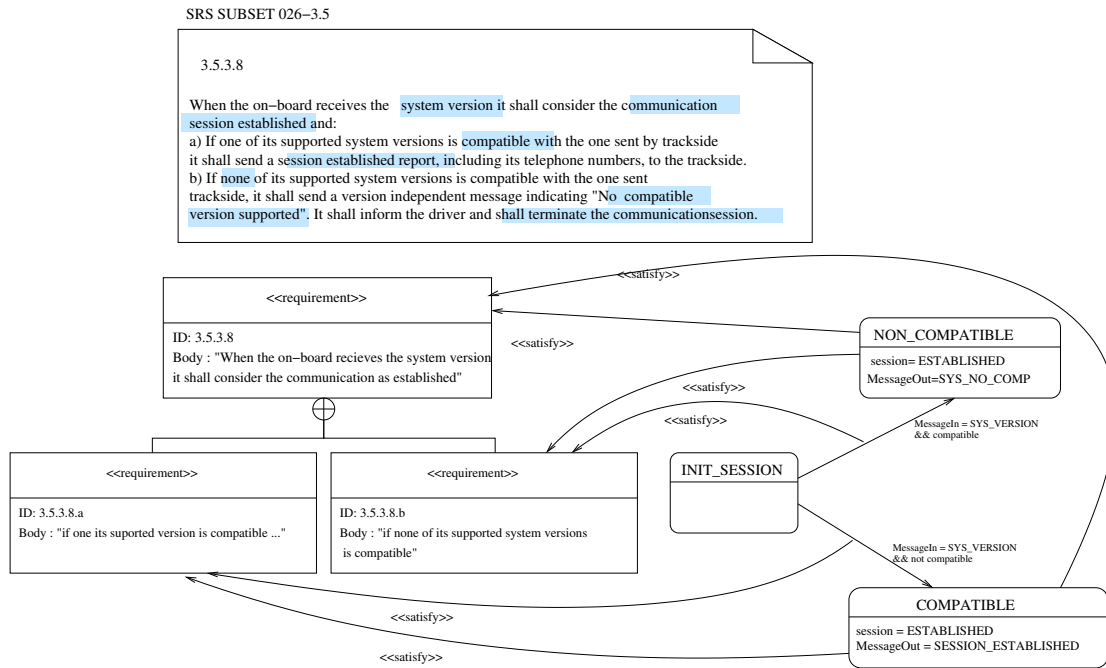 SRS SUBSET 026−3.5
3.5.3.8
When the on−board receives the system version it shall consider the communication
session established and:
a) If one of its supported system versions is compatible with the one sent by trackside
it shall send a session established report, including its telephone numbers, to the trackside.
b) If none of its supported system versions is compatible with the one sent
trackside, it shall send a version independent message indicating "No compatible
version supported". It shall inform the driver and shall terminate the communicationsession.
<<satisfy>>
<<requirement>>
ID: 3.5.3.8
Body : "When the on−board recieves the system version
it shall consider the communication as established"
<<satisfy>>
NON_COMPATIBLE
session= ESTABLISHED
MessageOut=SYS_NO_COMP
<<satisfy>>
<<satisfy>>
MessageIn = SYS_VERSION
&& compatible
<<requirement>>
ID: 3.5.3.8.a
Body : "if one its suported version is compatible ..."
<<requirement>>
ID: 3.5.3.8.b
Body : "if none of its supported system versions
is compatible"
INIT_SESSION
MessageIn = SYS_VERSION
&& not compatible
<<satisfy>>
<<satisfy>>
COMPATIBLE
session = ESTABLISHED
MessageOut = SESSION_ESTABLISHED